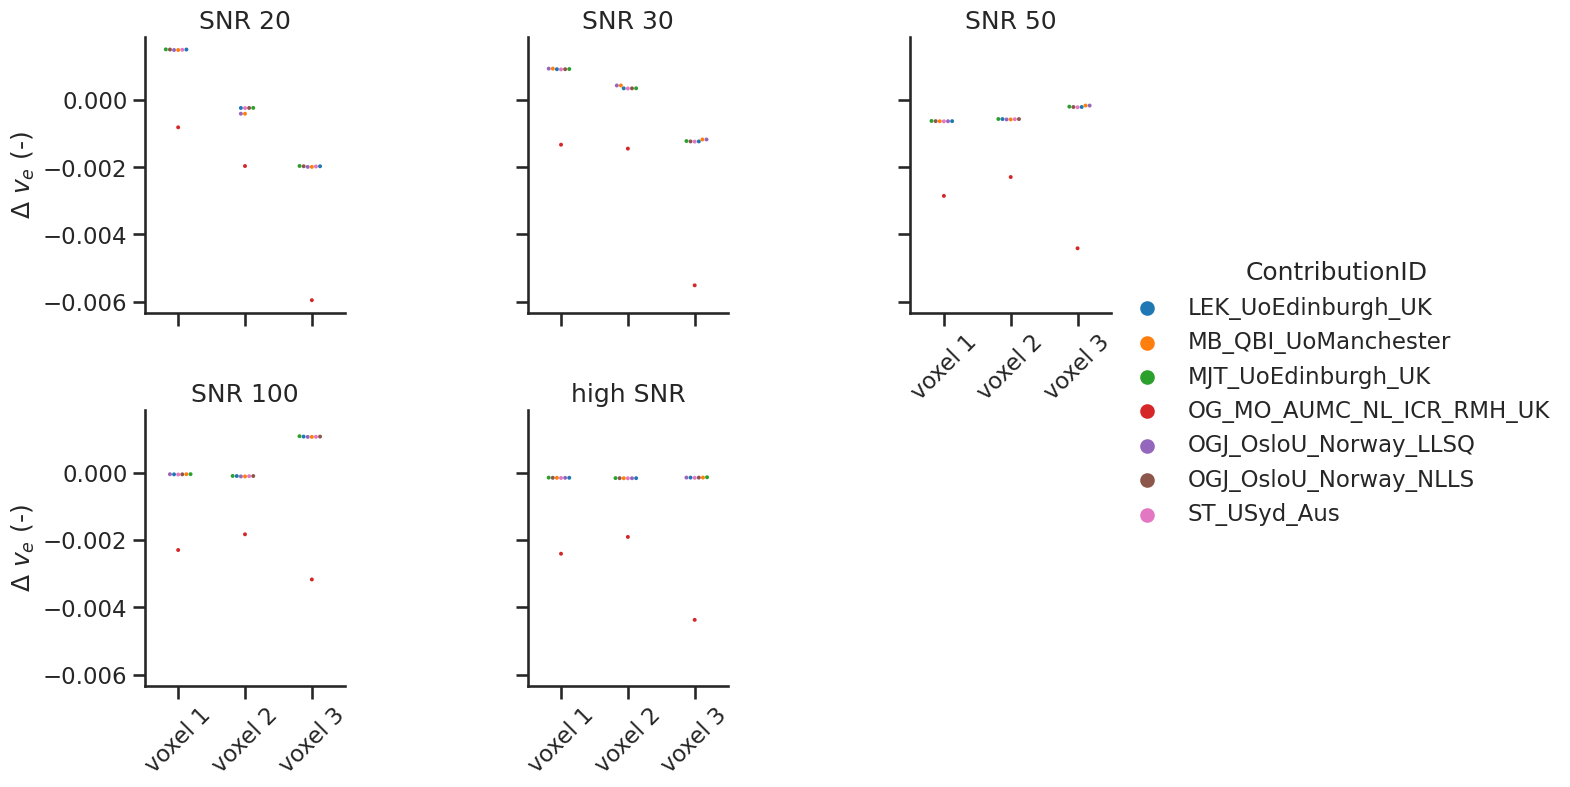 SNR 20
SNR 30
SNR 50
0.000
−0.002
−0.004
−0.006
Δ vₑ (-)
voxel 1
voxel 2
voxel 3
ContributionID
LEK_UoEdinburgh_UK
MB_QBI_UoManchester
MJT_UoEdinburgh_UK
OG_MO_AUMC_NL_ICR_RMH_UK
OGJ_OsloU_Norway_LLSQ
OGJ_OsloU_Norway_NLLS
ST_USyd_Aus
SNR 100
high SNR
0.000
−0.002
−0.004
−0.006
Δ vₑ (-)
voxel 1
voxel 2
voxel 3
voxel 1
voxel 2
voxel 3